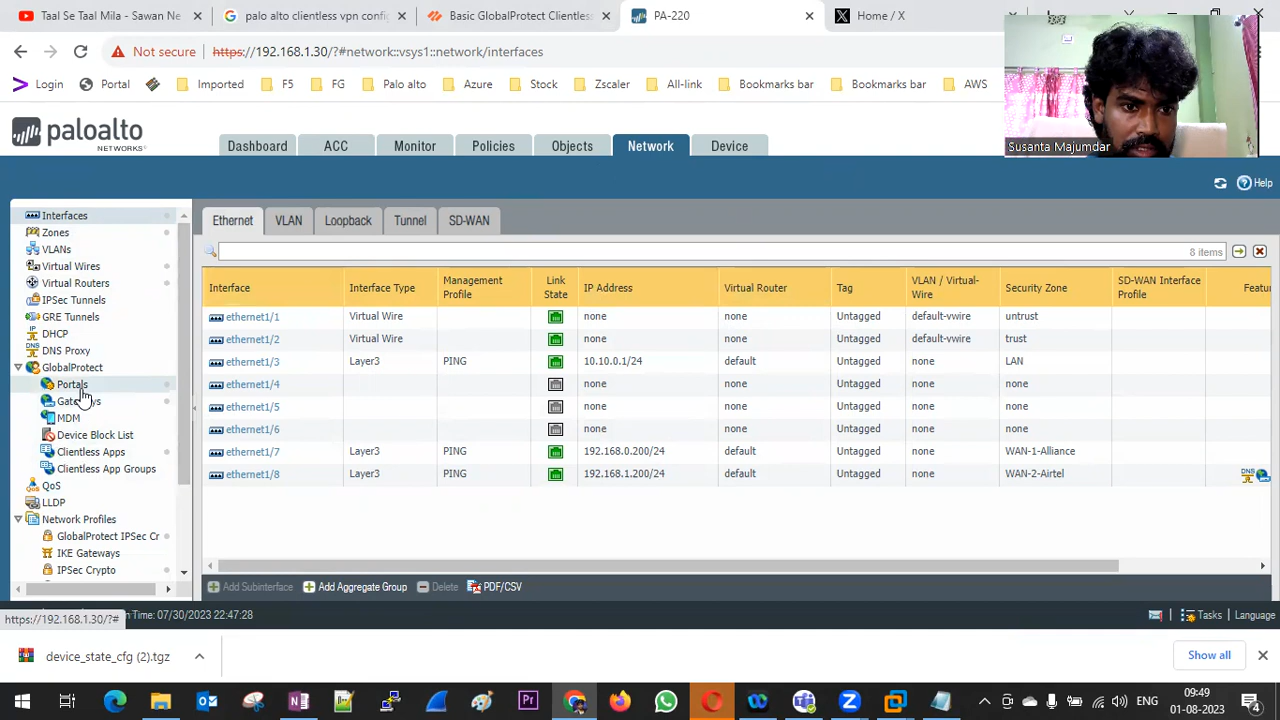 Taal Se Taal Mila - Sawan Ne
palo alto clientless vpn config
Basic GlobalProtect Clientless
PA-220
Home / X
Not secure
https://192.168.1.30/?#network::vsys1::network/interfaces
Login
Portal
Imported
F5
FG
Palo alto
Azure
Stock
All-link
Zscaler
Bookmarks bar
Bookmarks bar
AWS
Susanta Majumdar
paloalto
NETWORKS
Dashboard
ACC
Monitor
Policies
Objects
Network
Device
Help
Interfaces
Zones
VLANs
Virtual Wires
Virtual Routers
IPSec Tunnels
GRE Tunnels
DHCP
DNS Proxy
GlobalProtect
Portals
Gateways
MDM
Device Block List
Clientless Apps
Clientless App Groups
QoS
LLDP
Network Profiles
GlobalProtect IPSec Cr
IKE Gateways
IPSec Crypto
Ethernet
VLAN
Loopback
Tunnel
SD-WAN
8 items
Interface
Interface Type
Management Profile
Link State
IP Address
Virtual Router
Tag
VLAN / Virtual-Wire
Security Zone
SD-WAN Interface Profile
Featu
ethernet1/1 Virtual Wire none none Untagged default-vwire untrust
ethernet1/2 Virtual Wire none none Untagged default-vwire trust
ethernet1/3 Layer3 PING 10.10.0.1/24 default Untagged none LAN
ethernet1/4 none none Untagged none none
ethernet1/5 none none Untagged none none
ethernet1/6 none none Untagged none none
ethernet1/7 Layer3 PING 192.168.0.200/24 default Untagged none WAN-1-Alliance
ethernet1/8 Layer3 PING 192.168.1.200/24 default Untagged none WAN-2-Airtel
DNS
Add Subinterface
Add Aggregate Group
Delete
PDF/CSV
https://192.168.1.30/?#
n Time: 07/30/2023 22:47:28
Tasks
Language
device_state_cfg (2).tgz
Show all
ENG
09:49
01-08-2023
4